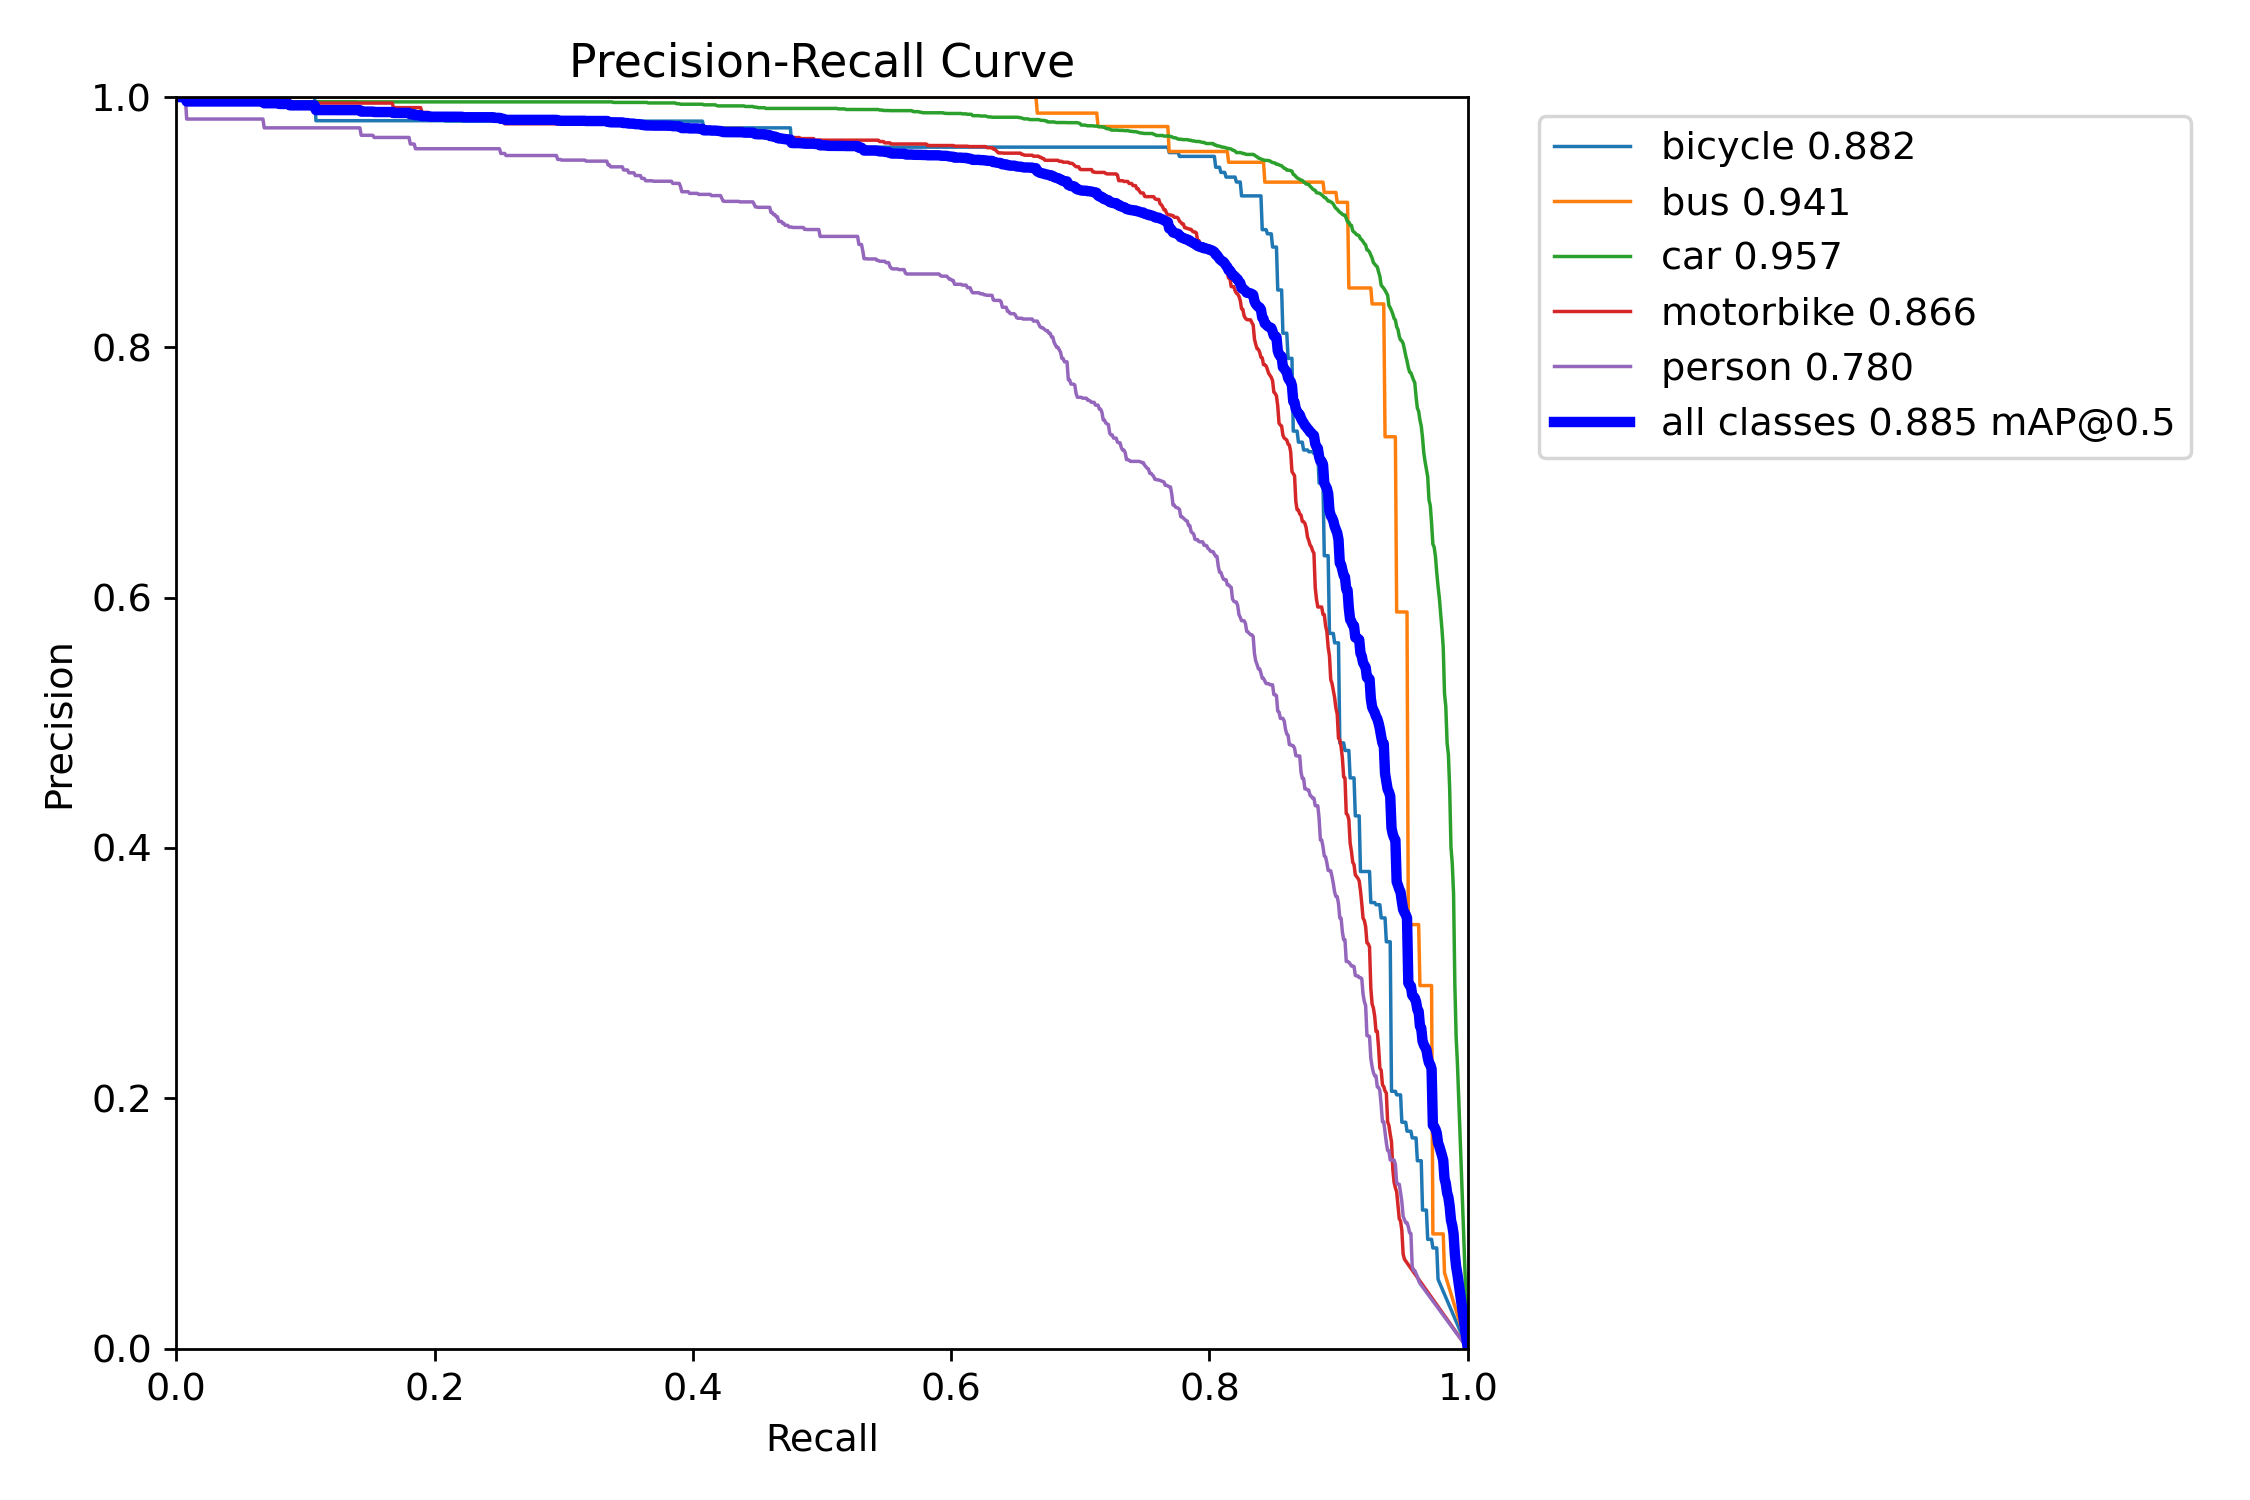 Precision-Recall Curve
bicycle 0.882
bus 0.941
car 0.957
motorbike 0.866
person 0.780
all classes 0.885 mAP@0.5
Precision
1.0
0.8
0.6
0.4
0.2
0.0
0.0 0.2 0.4 0.6 0.8 1.0
Recall